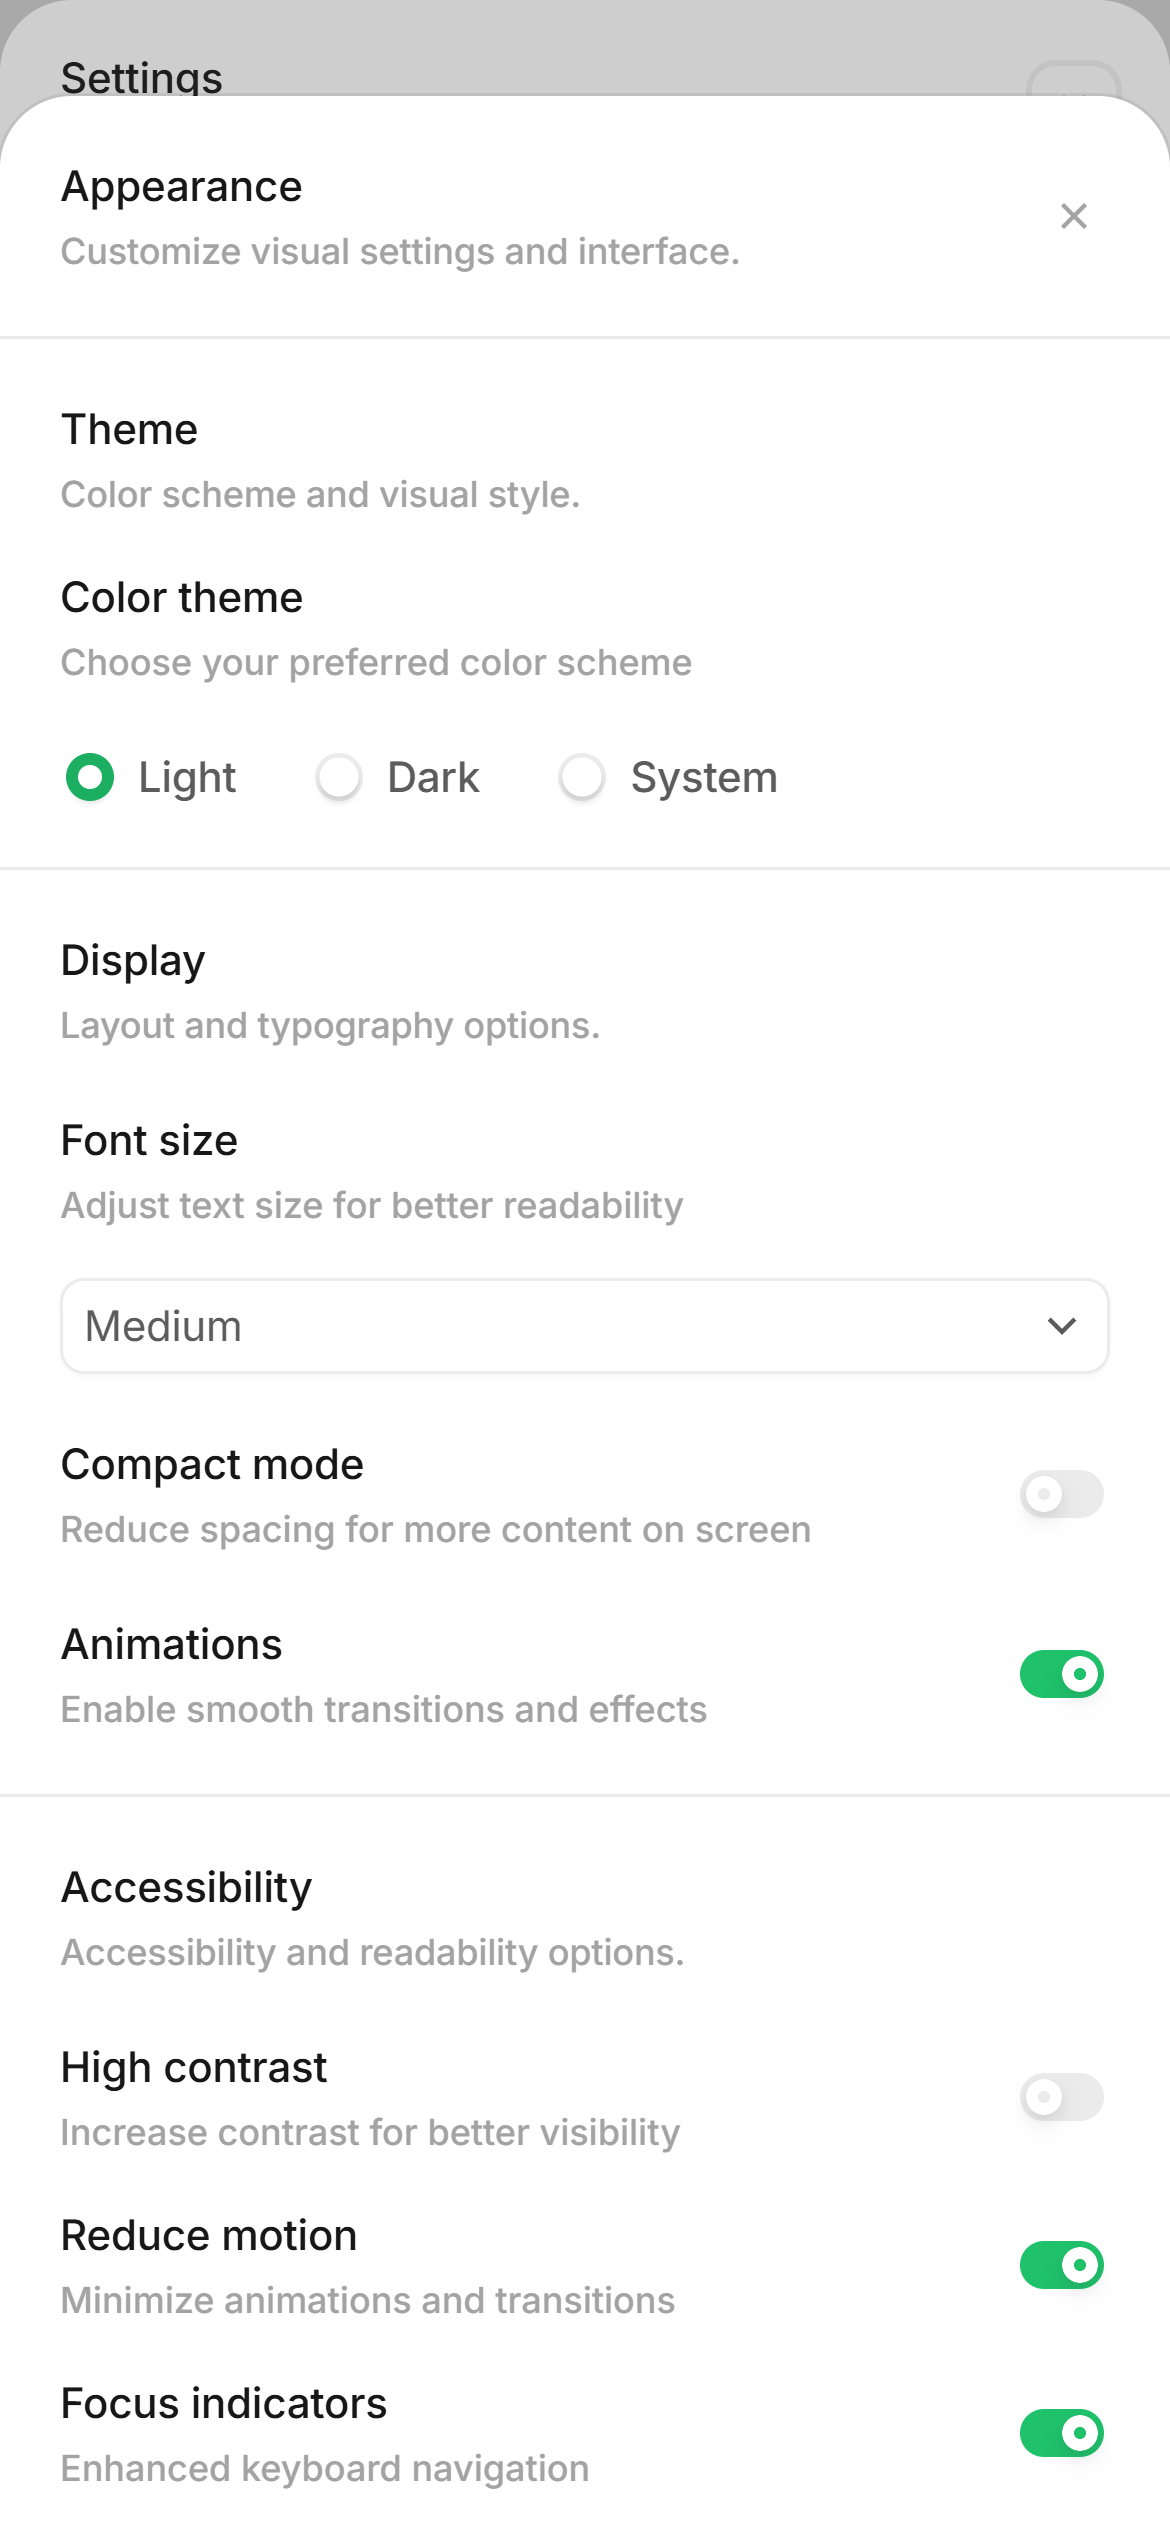 Settings
Appearance
Customize visual settings and interface.
Theme
Color scheme and visual style.
Color theme
Choose your preferred color scheme
Light Dark System
Display
Layout and typography options.
Font size
Adjust text size for better readability
Medium
Compact mode
Reduce spacing for more content on screen
Animations
Enable smooth transitions and effects
Accessibility
Accessibility and readability options.
High contrast
Increase contrast for better visibility
Reduce motion
Minimize animations and transitions
Focus indicators
Enhanced keyboard navigation